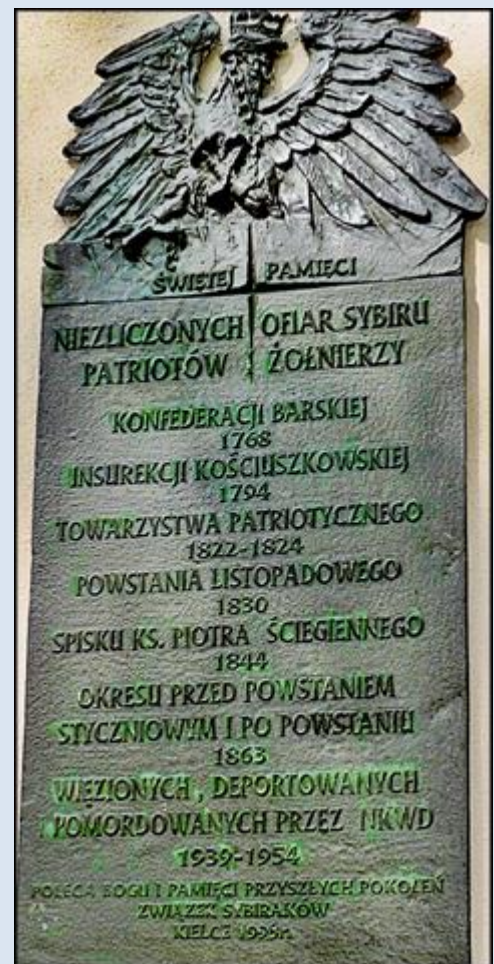 ŚWIĘTEJ PAMIĘCI
NIEZLICZONYCH OFIAR SYBIRU
PATRIOTÓW I ŻOŁNIERZY
KONFEDERACJI BARSKIEJ
1768
INSUREKCJI KOŚCIUSZKOWSKIEJ
1794
TOWARZYSTWA PATRIOTYCZNEGO
1822-1824
POWSTANIA LISTOPADOWEGO
1830
SPISKU KS. PIOTRA ŚCIEGIENNEGO
1844
OKRESU PRZED POWSTANIEM
STYCZNIOWYM I PO POWSTANIU
1863
WIĘZIONYCH, DEPORTOWANYCH
POMORDOWANYCH PRZEZ NKWD
1939-1954
POLECA BOGU I PAMIĘCI PRZYSZŁYCH POKOLEŃ
ZWIĄZEK SYBIRAKÓW
KIELCE